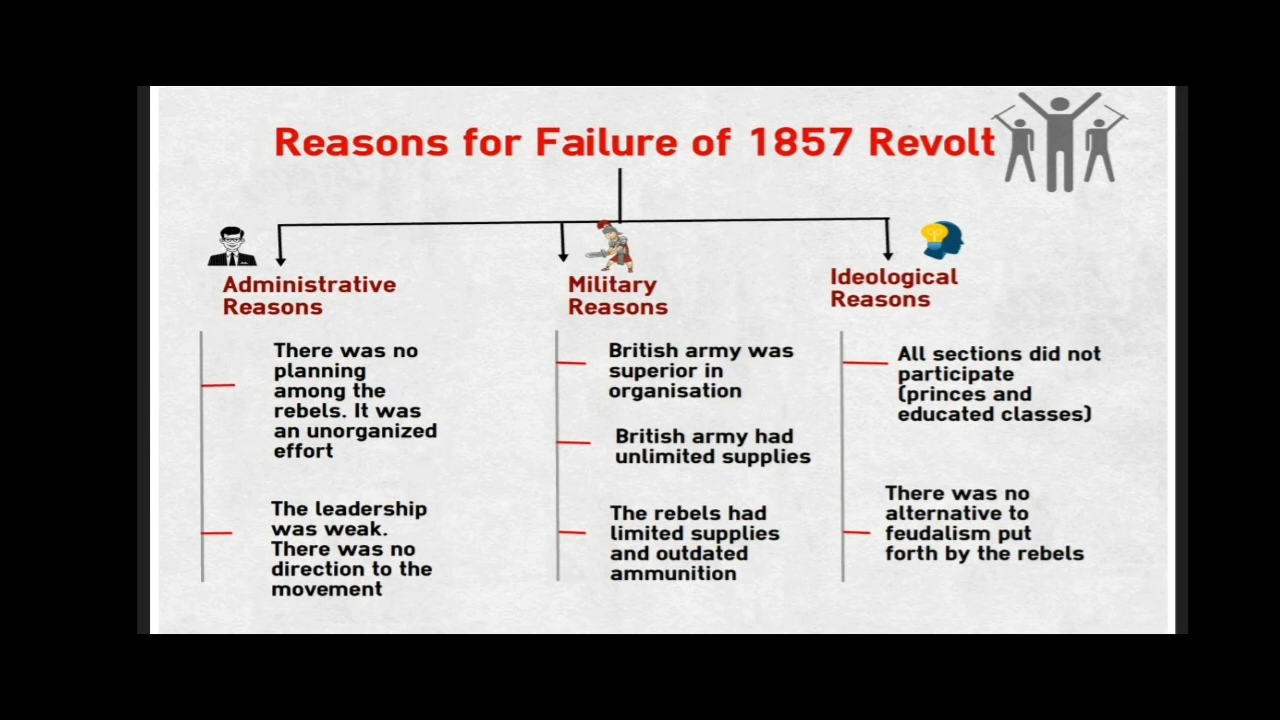 Reasons for Failure of 1857 Revolt
Administrative
Reasons
There was no
planning
among the
rebels. It was
an unorganized
effort
The leadership
was weak.
There was no
direction to the
movement
Military
Reasons
British army was
superior in
organisation
British army had
unlimited supplies
The rebels had
limited supplies
and outdated
ammunition
Ideological
Reasons
All sections did not
participate
(princes and
educated classes)
There was no
alternative to
feudalism put
forth by the rebels